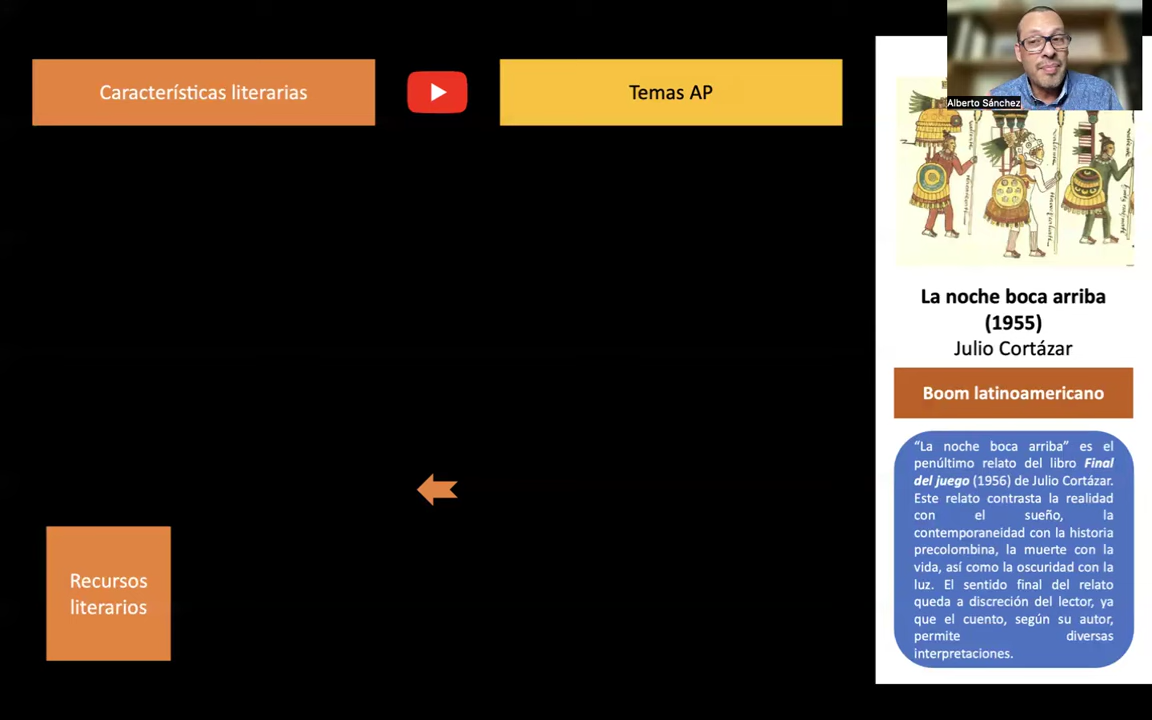 Características literarias
Temas AP
Alberto Sánchez
La noche boca arriba
(1955)
Julio Cortázar
Boom latinoamericano
“La noche boca arriba” es el
penúltimo relato del libro Final
del juego (1956) de Julio Cortázar.
Este relato contrasta la realidad
con el sueño, la
contemporaneidad con la historia
precolombina, la muerte con la
vida, así como la oscuridad con la
luz. El sentido final del relato
queda a discreción del lector, ya
que el cuento, según su autor,
permite diversas
interpretaciones.
Recursos
literarios